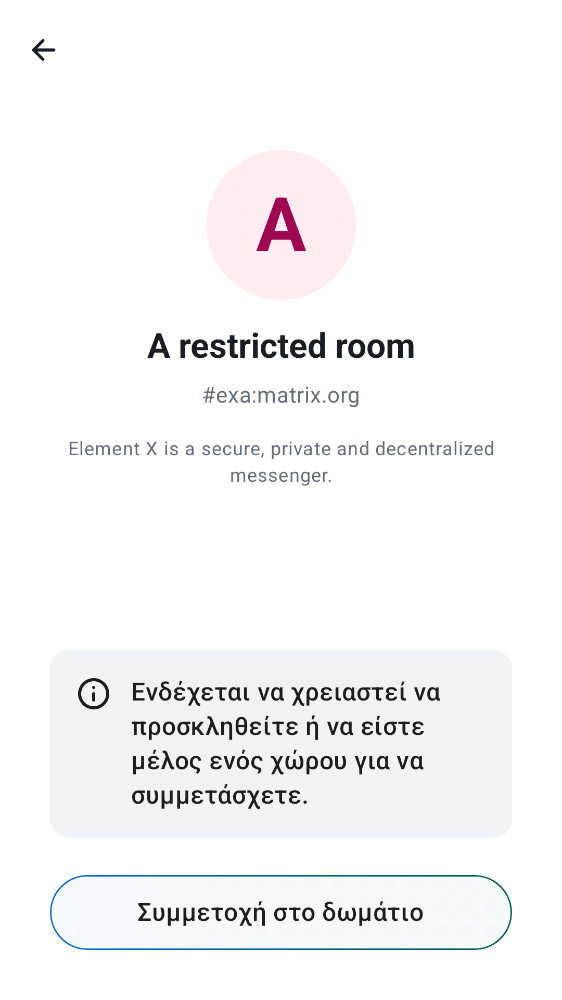 A
A restricted room
#exa:matrix.org
Element X is a secure, private and decentralized
messenger.
Ενδέχεται να χρειαστεί να
προσκληθείτε ή να είστε
μέλος ενός χώρου για να
συμμετάσχετε.
Συμμετοχή στο δωμάτιο